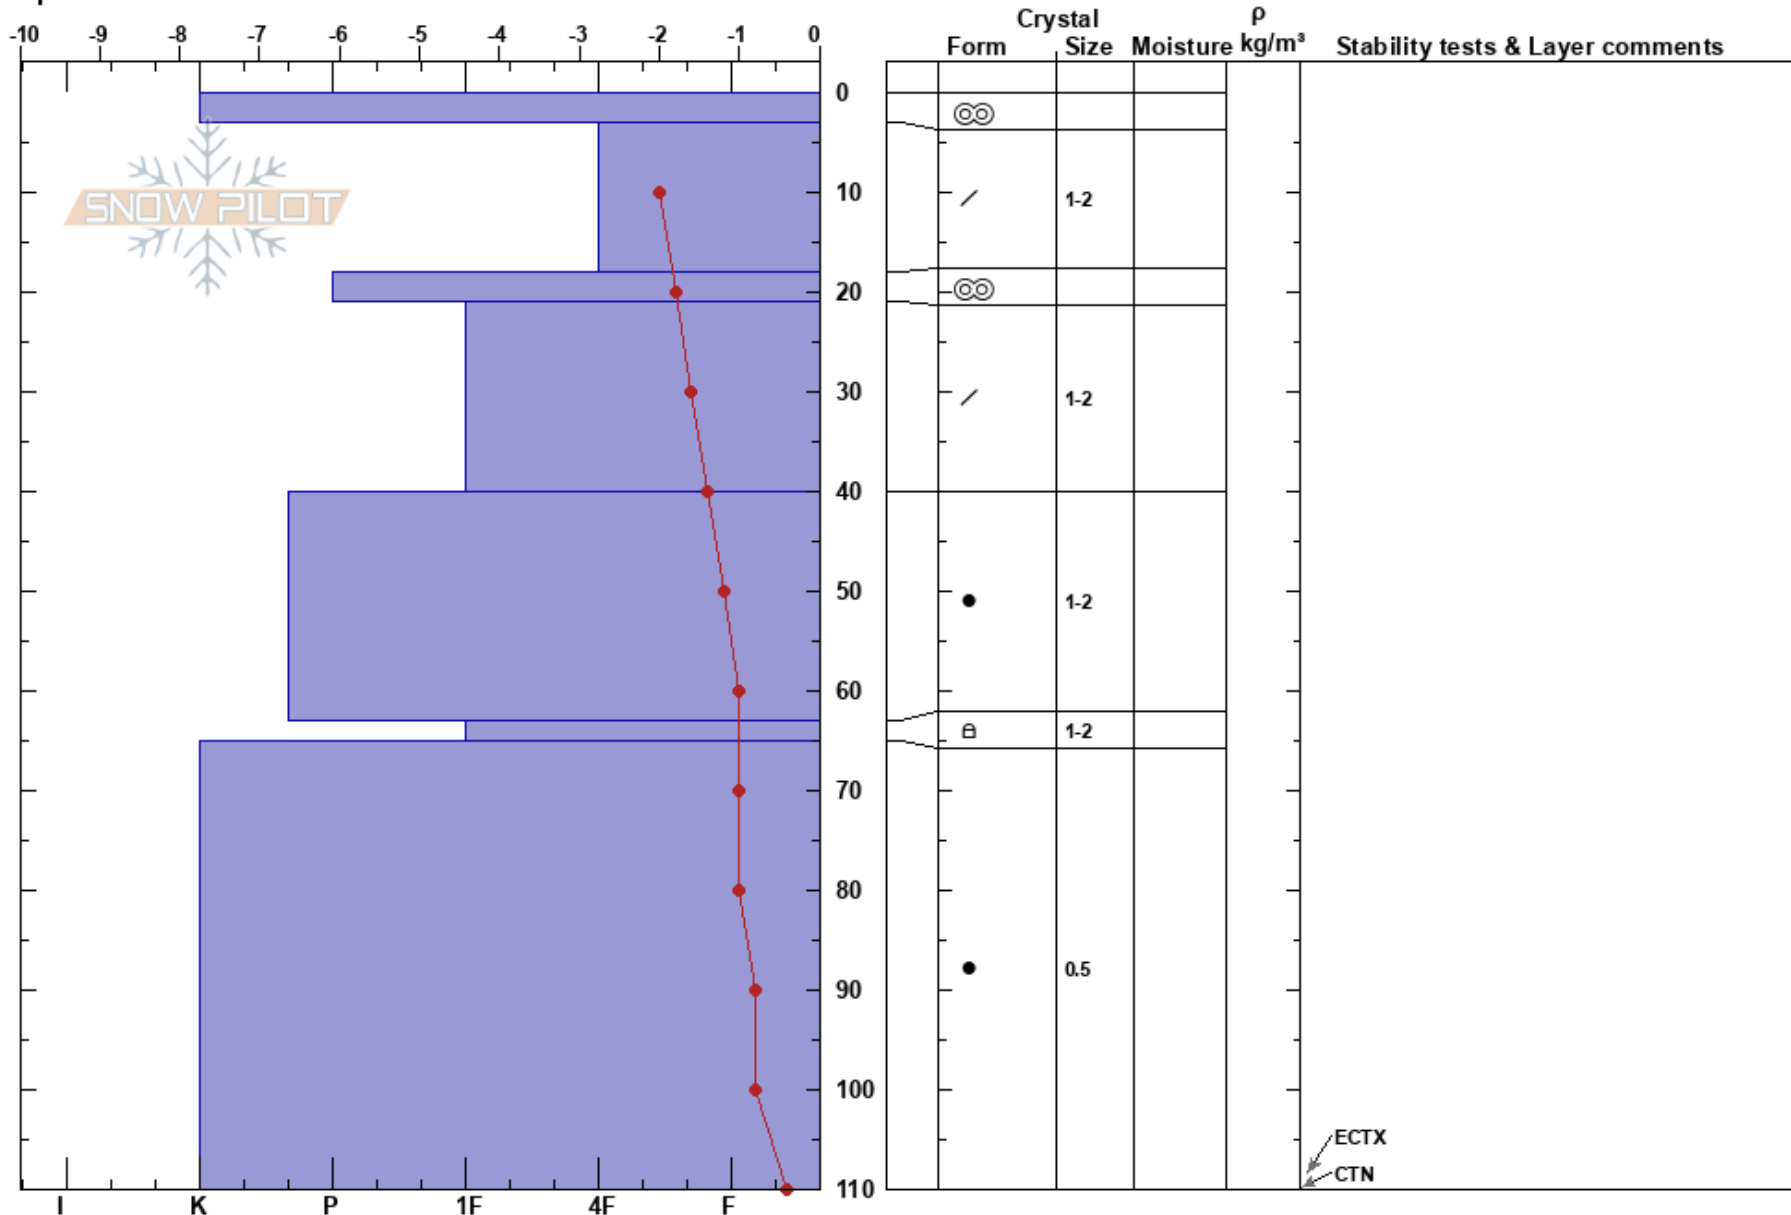 Crystal ρ
-10 -9 -8 -7 -6 -5 -4 -3 -2 -1 0 Form Size Moisture kg/m³ Stability tests & Layer comments
0
SNOW PILOT
10 1-2
20
30 1-2
40
50 1-2
60
1-2
70
80
0.5
90
100
ECTX
CTN
110
I K P 1F 4F F